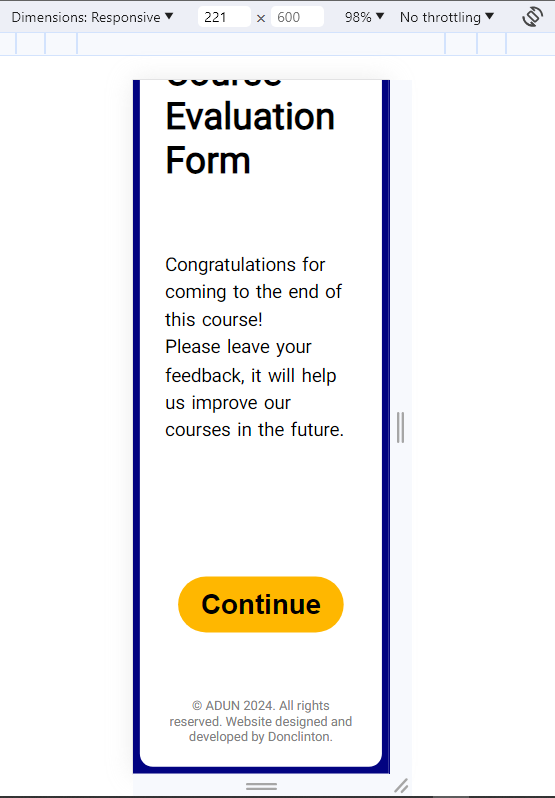 Dimensions: Responsive ▼ 221 × 600 98% ▼ No throttling ▼
Course
Evaluation
Form
Congratulations for
coming to the end of
this course!
Please leave your
feedback, it will help
us improve our
courses in the future.
Continue
© ADUN 2024. All rights
reserved. Website designed and
developed by Donclinton.